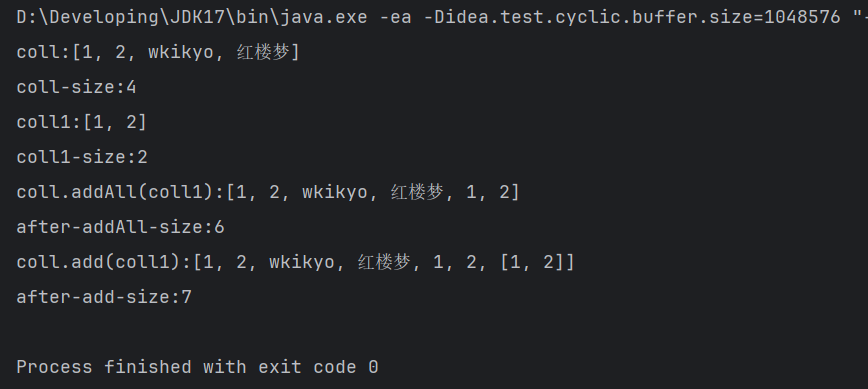 D:\Developing\JDK17\bin\java.exe -ea -Didea.test.cyclic.buffer.size=1048576 "-
coll:[1, 2, wkikyo, 红楼梦]
coll-size:4
coll1:[1, 2]
coll1-size:2
coll.addAll(coll1):[1, 2, wkikyo, 红楼梦, 1, 2]
after-addAll-size:6
coll.add(coll1):[1, 2, wkikyo, 红楼梦, 1, 2, [1, 2]]
after-add-size:7
Process finished with exit code 0